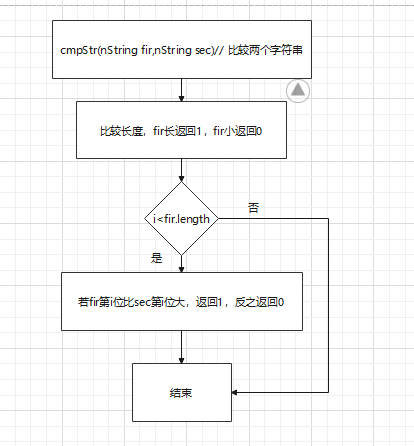 cmpStr(nString fir,nString sec)// 比较两个字符串
比较长度，fir长返回1，fir小返回0
i<fir.length
否
是
若fir第i位比sec第i位大，返回1，反之返回0
结束